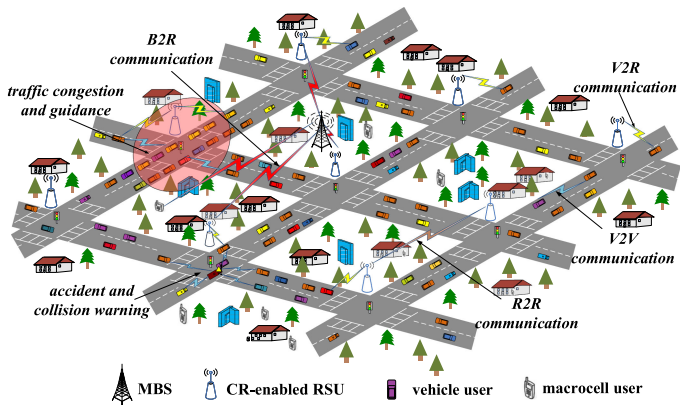 B2R
communication
traffic congestion
and guidance
V2R
communication
V2V
communication
accident and
collision warning
R2R
communication
MBS
CR-enabled RSU
vehicle user
macrocell user